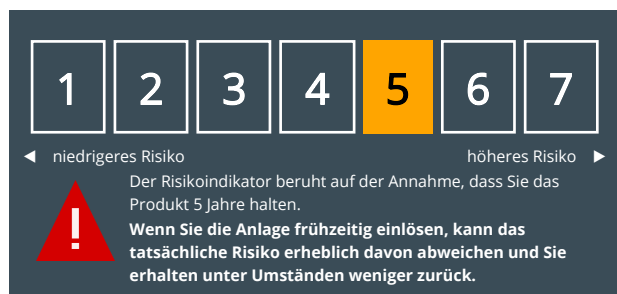 1 2 3 4 5 6 7
◄ niedrigeres Risiko höheres Risiko ►
Der Risikoindikator beruht auf der Annahme, dass Sie das
Produkt 5 Jahre halten.
! Wenn Sie die Anlage frühzeitig einlösen, kann das
tatsächliche Risiko erheblich davon abweichen und Sie
erhalten unter Umständen weniger zurück.